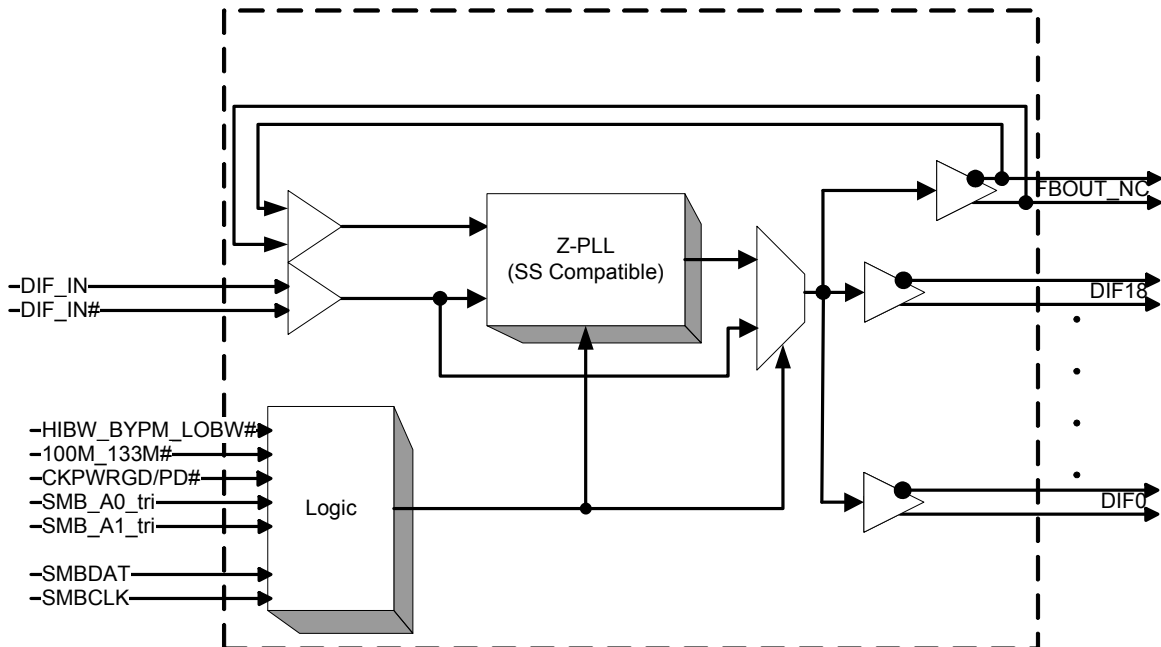 Z-PLL
(SS Compatible)
FBOUT_NC
DIF_IN
DIF_IN#
DIF18
HIBW_BYPM_LOBW#
100M_133M#
CKPWRGD/PD#
SMB_A0_tri
SMB_A1_tri
Logic
DIF0
SMBDAT
SMBCLK